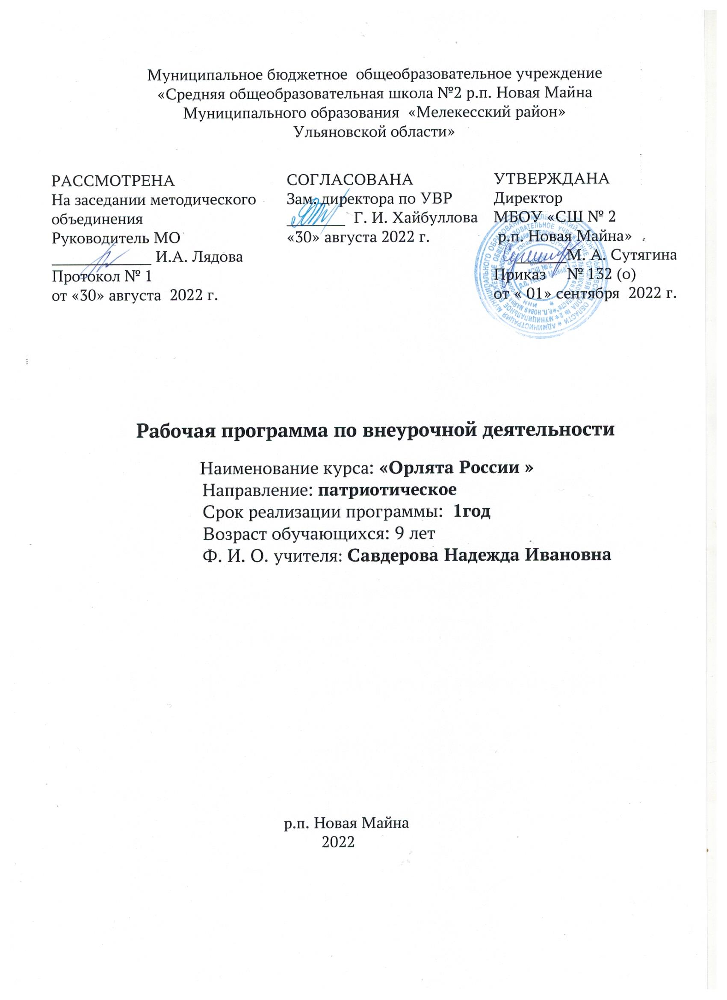 Муниципальное бюджетное  общеобразовательное учреждение
«Средняя общеобразовательная школа №2 р.п. Новая Майна
Муниципального образования  «Мелекесский район»
Ульяновской области»
РАССМОТРЕНА
На заседании методического
объединения
Руководитель МО
_____________ И.А. Лядова
Протокол № 1
от «30» августа  2022 г.
СОГЛАСОВАНА
Зам. директора по УВР
________ Г. И. Хайбуллова
«30» августа 2022 г.
УТВЕРЖДАНА
Директор
МБОУ «СШ № 2
р.п. Новая Майна»
________М. А. Сутягина
Приказ     № 132 (о)
от « 01» сентября  2022 г.
Рабочая программа по внеурочной деятельности
Наименование курса: «Орлята России »
Направление: патриотическое
Срок реализации программы:  1год
Возраст обучающихся: 9 лет
Ф. И. О. учителя: Савдерова Надежда Ивановна
р.п. Новая Майна
2022